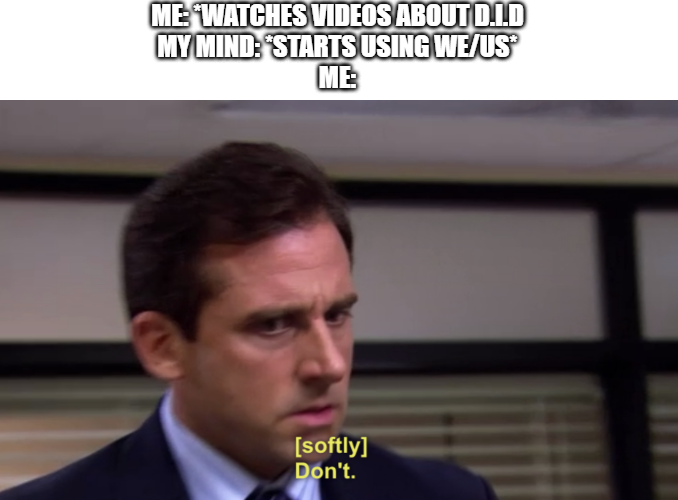 ME: *WATCHES VIDEOS ABOUT D.I.D
MY MIND: *STARTS USING WE/US*
ME:
[softly]
Don't.